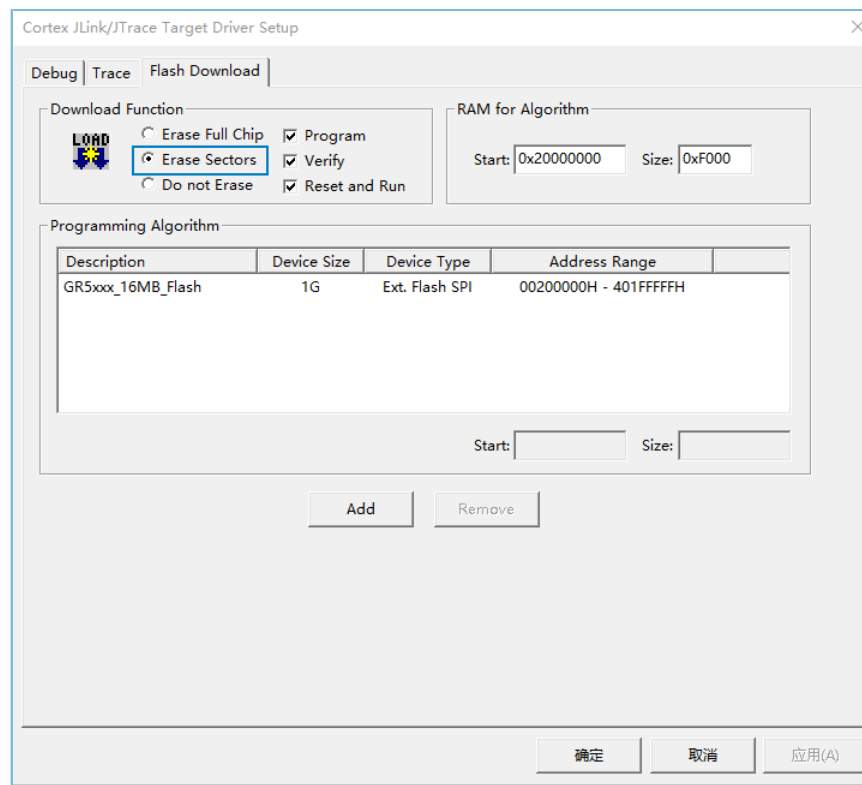 Cortex JLink/JTrace Target Driver Setup
Debug Trace Flash Download
Download Function
LOAD
Erase Full Chip Program
Erase Sectors Verify
Do not Erase Reset and Run
RAM for Algorithm
Start: 0x20000000 Size: 0xF000
Programming Algorithm
Description Device Size Device Type Address Range
GR5xxx_16MB_Flash 1G Ext. Flash SPI 00200000H - 401FFFFFH
Start: Size:
Add Remove
确定 取消 应用(A)